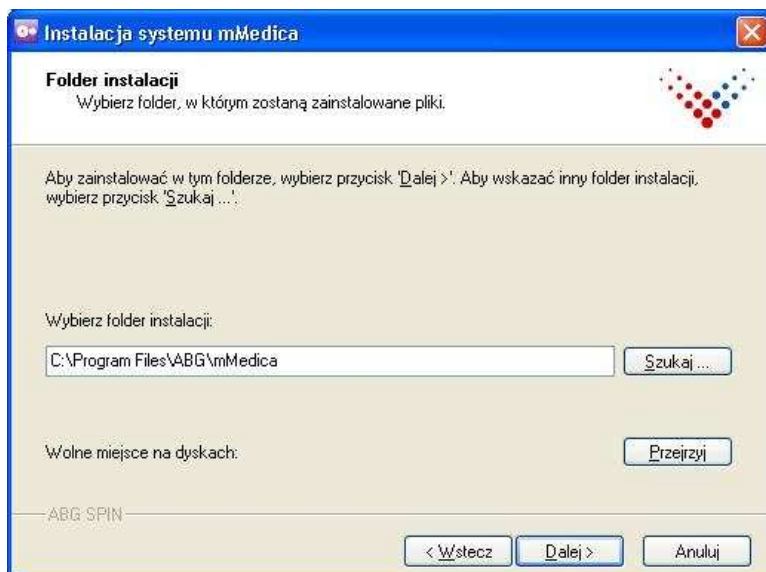 Instalacja systemu mMedica
Folder instalacji
Wybierz folder, w którym zostaną zainstalowane pliki.
Aby zainstalować w tym folderze, wybierz przycisk 'Dalej >'. Aby wskazać inny folder instalacji,
wybierz przycisk 'Szukaj ...'.
Wybierz folder instalacji:
C:\Program Files\ABG\mMedica
Szukaj ...
Wolne miejsce na dyskach:
Przejrzyj
ABG SPIN
< Wstecz
Dalej >
Anuluj